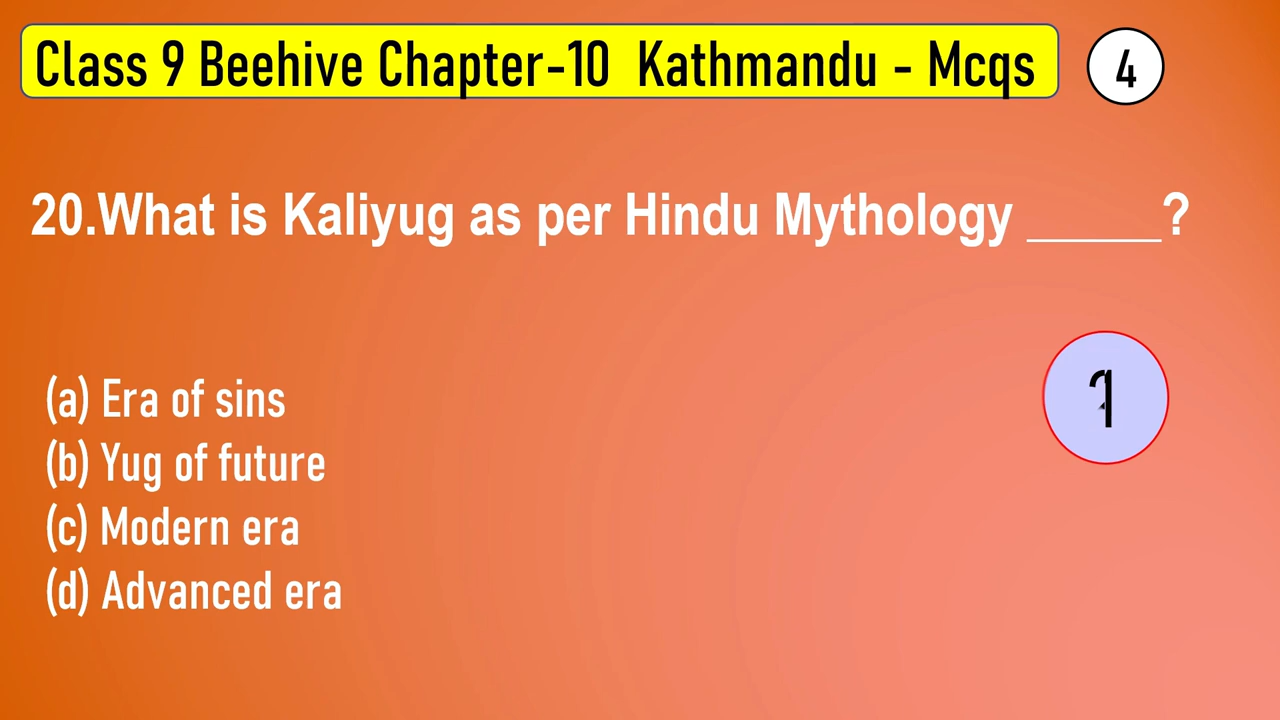 Class 9 Beehive Chapter-10 Kathmandu - Mcqs
4
20.What is Kaliyug as per Hindu Mythology _____?
(a) Era of sins
(b) Yug of future
(c) Modern era
(d) Advanced era